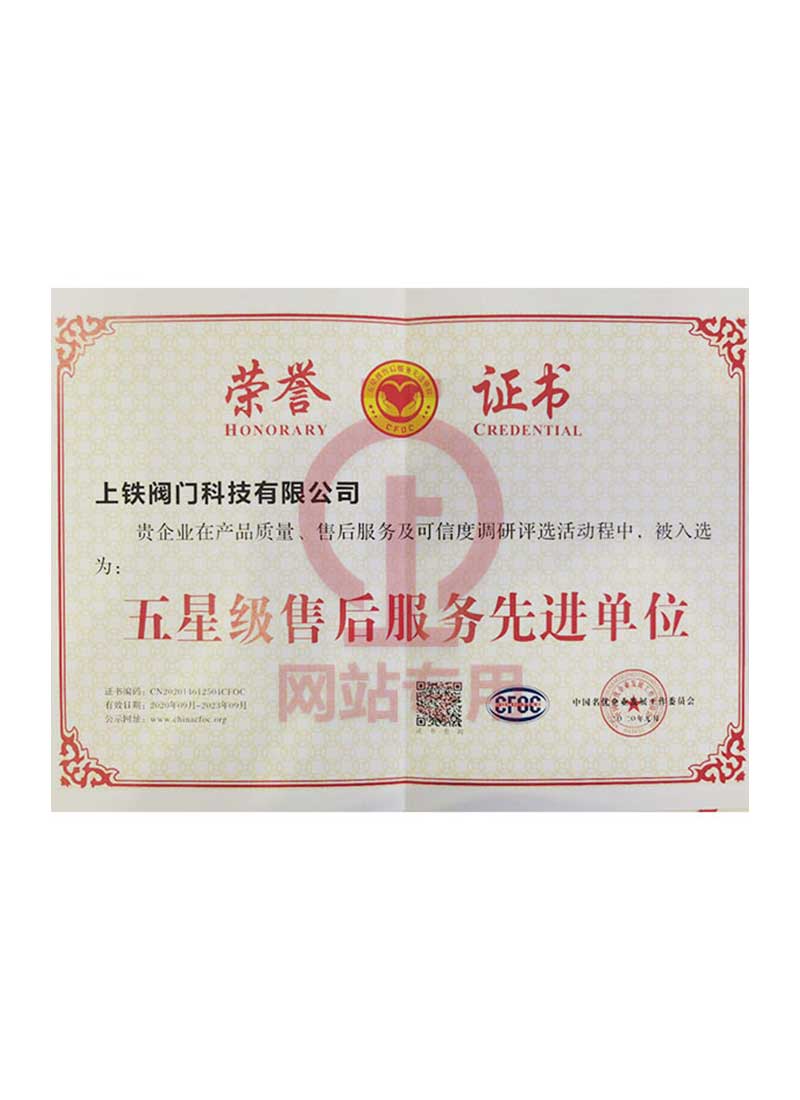 荣誉 证书
HONORARY CREDENTIAL
CFOC
上铁阀门科技有限公司
贵企业在产品质量、售后服务及可信度调研评选活动程中，被入选
为：
五星级售后服务先进单位
网站专用
证书编码：CN202014612504CFOC
有效日期：2020年09月-2023年09月
公示网址：www.chinacfoc.org
CFOC
中国名优企业发展工作委员会